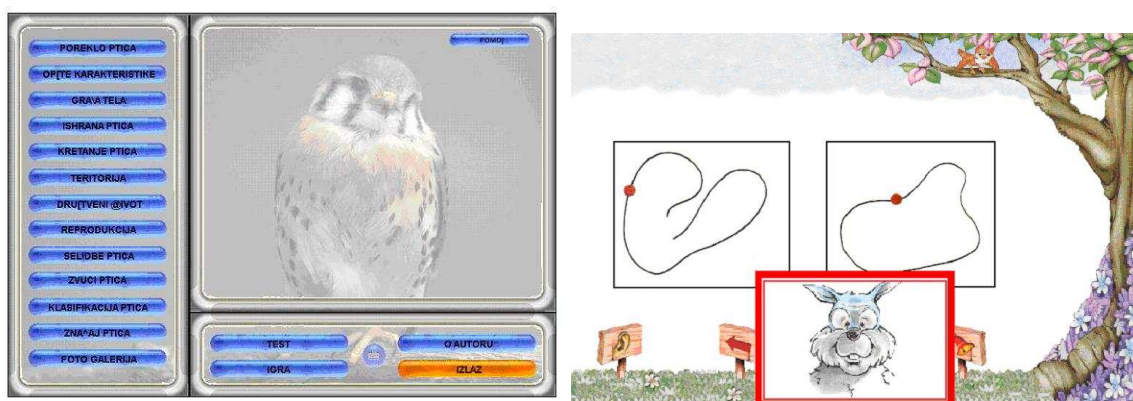 POREKLO PTICA
OP[TE KARAKTERISTIKE
GRA\A TELA
ISHRANA PTICA
KRETANJE PTICA
TERITORIJA
DRU[TVENI @IVOT
REPRODUKCIJA
SELIDBE PTICA
ZVUCI PTICA
KLASIFIKACIJA PTICA
ZNA^AJ PTICA
FOTO GALERIJA
POMO]
TEST
O AUTORU
IGRA
IZLAZ